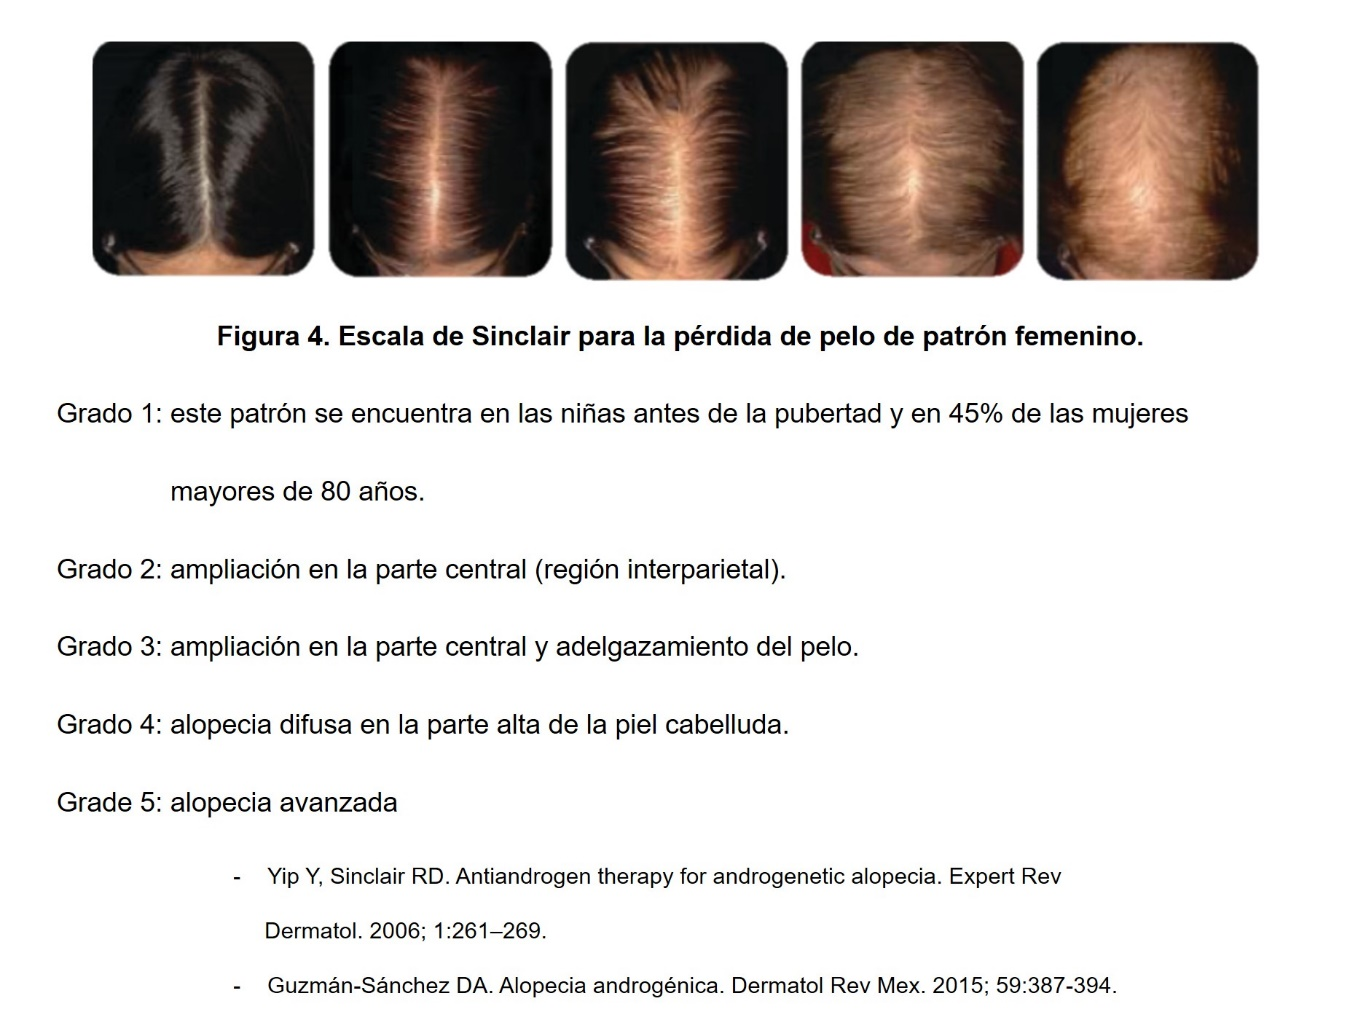 Figura 4. Escala de Sinclair para la pérdida de pelo de patrón femenino.
Grado 1: este patrón se encuentra en las niñas antes de la pubertad y en 45% de las mujeres
mayores de 80 años.
Grado 2: ampliación en la parte central (región interparietal).
Grado 3: ampliación en la parte central y adelgazamiento del pelo.
Grado 4: alopecia difusa en la parte alta de la piel cabelluda.
Grade 5: alopecia avanzada
- Yip Y, Sinclair RD. Antiandrogen therapy for androgenetic alopecia. Expert Rev
Dermatol. 2006; 1:261–269.
- Guzmán-Sánchez DA. Alopecia androgénica. Dermatol Rev Mex. 2015; 59:387-394.